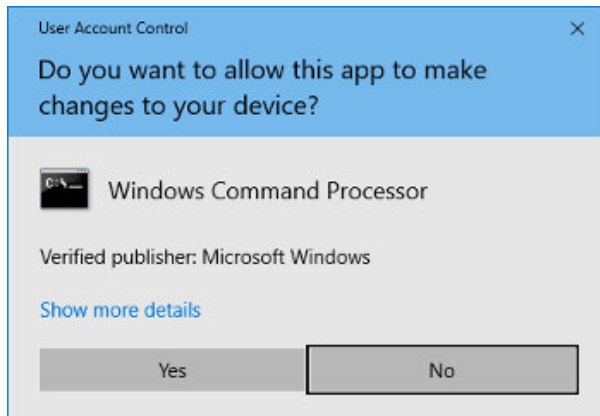 User Account Control
Do you want to allow this app to make
changes to your device?
C:\_
Windows Command Processor
Verified publisher: Microsoft Windows
Show more details
Yes
No